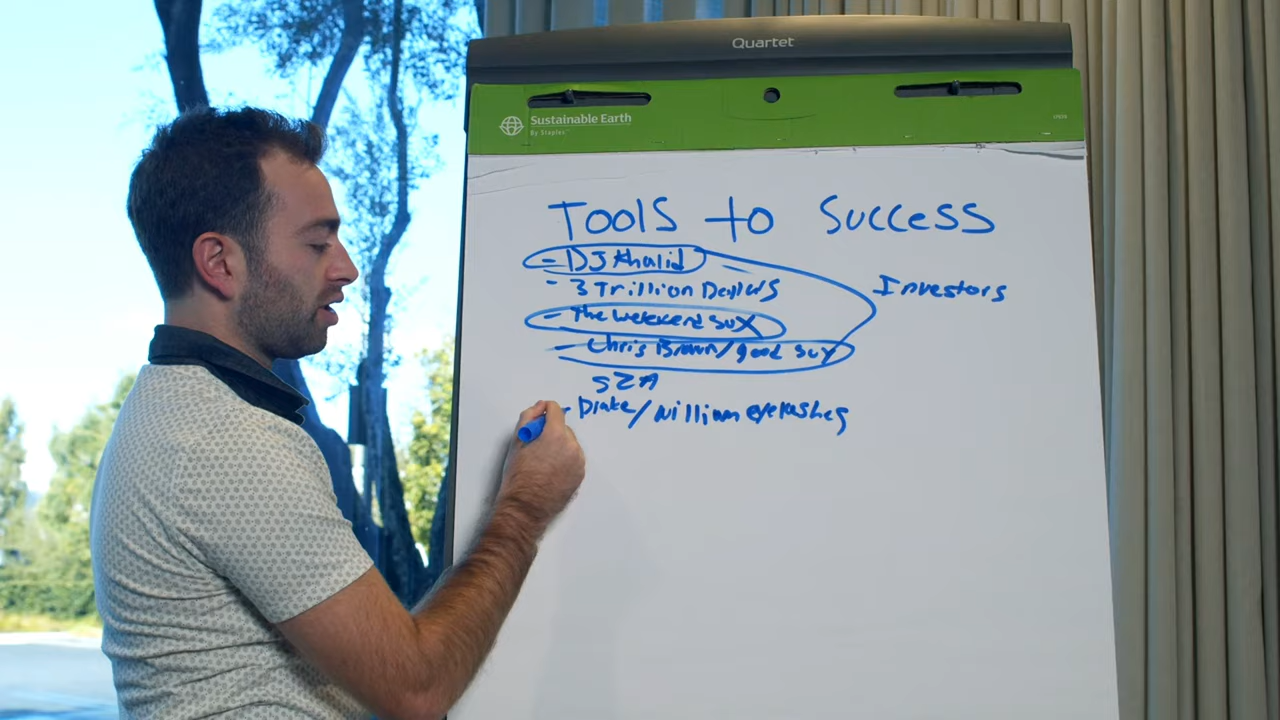 Quartet
Sustainable Earth
By Staples
Tools to Success
- DJ Khalid
- 3 Trillion Dollars
- The weekend sux
- Chris Brown/good guy
SZA
- Drake/million eyelashes
Investors